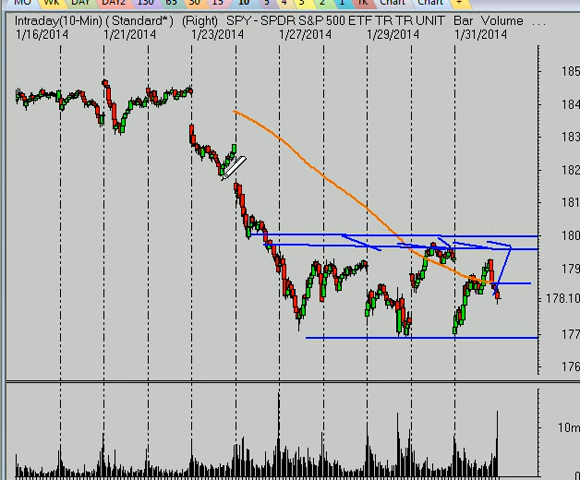 MO WK DAY DAY2 130 65 30 15 10 5 4 3 2 1 TK Chart Chart +
Intraday(10-Min) ( Standard* ) (Right) SPY - SPDR S&P 500 ETF TR TR UNIT Bar Volume ...
1/16/2014 1/21/2014 1/23/2014 1/27/2014 1/29/2014 1/31/2014
185
184
183
182
181
180
179
178.10
177
176
10m